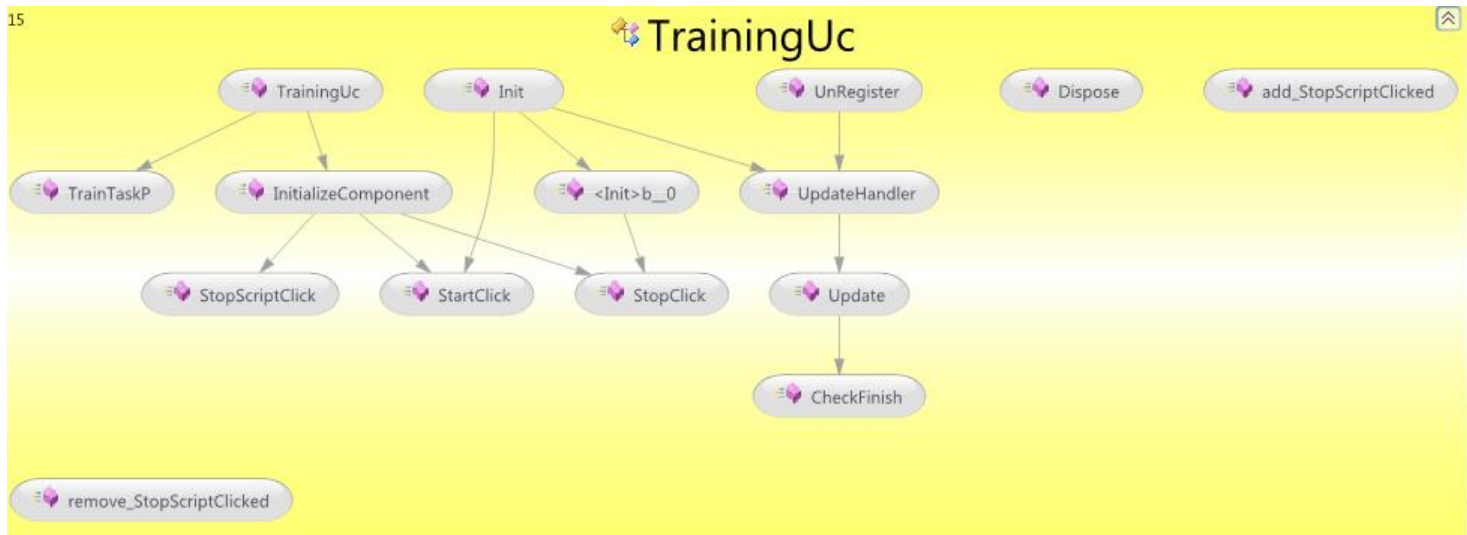 15
TrainingUc
TrainingUc
Init
UnRegister
Dispose
add_StopScriptClicked
TrainTaskP
InitializeComponent
<Init>b__0
UpdateHandler
StopScriptClick
StartClick
StopClick
Update
CheckFinish
remove_StopScriptClicked